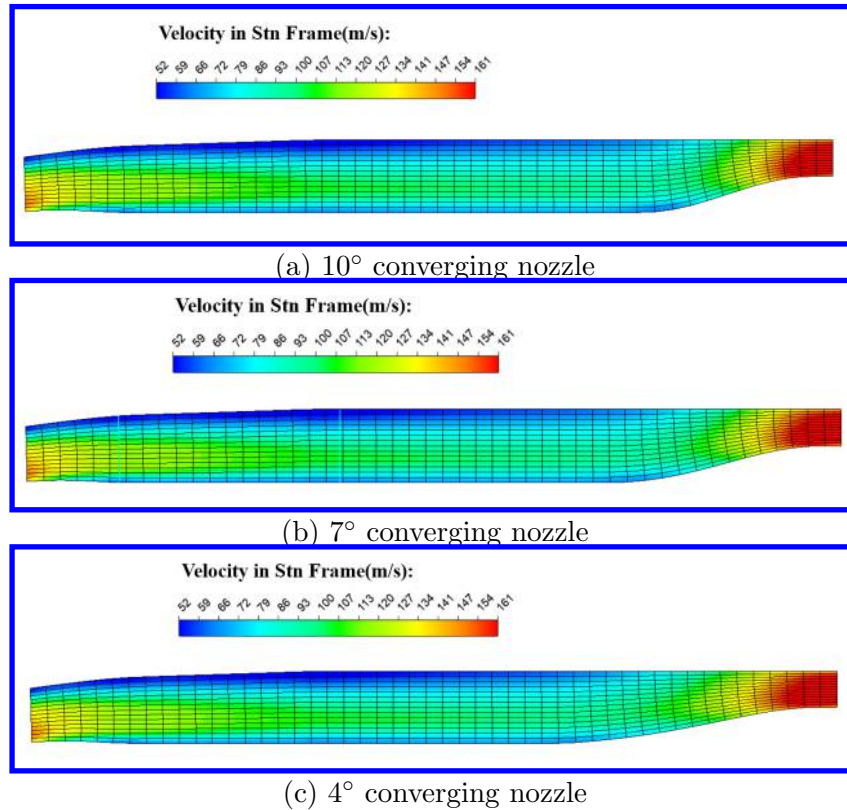 Velocity in Stn Frame(m/s):
52 59 66 72 79 86 93 100 107 113 120 127 134 141 147 154 161
(a) 10° converging nozzle
Velocity in Stn Frame(m/s):
52 59 66 72 79 86 93 100 107 113 120 127 134 141 147 154 161
(b) 7° converging nozzle
Velocity in Stn Frame(m/s):
52 59 66 72 79 86 93 100 107 113 120 127 134 141 147 154 161
(c) 4° converging nozzle